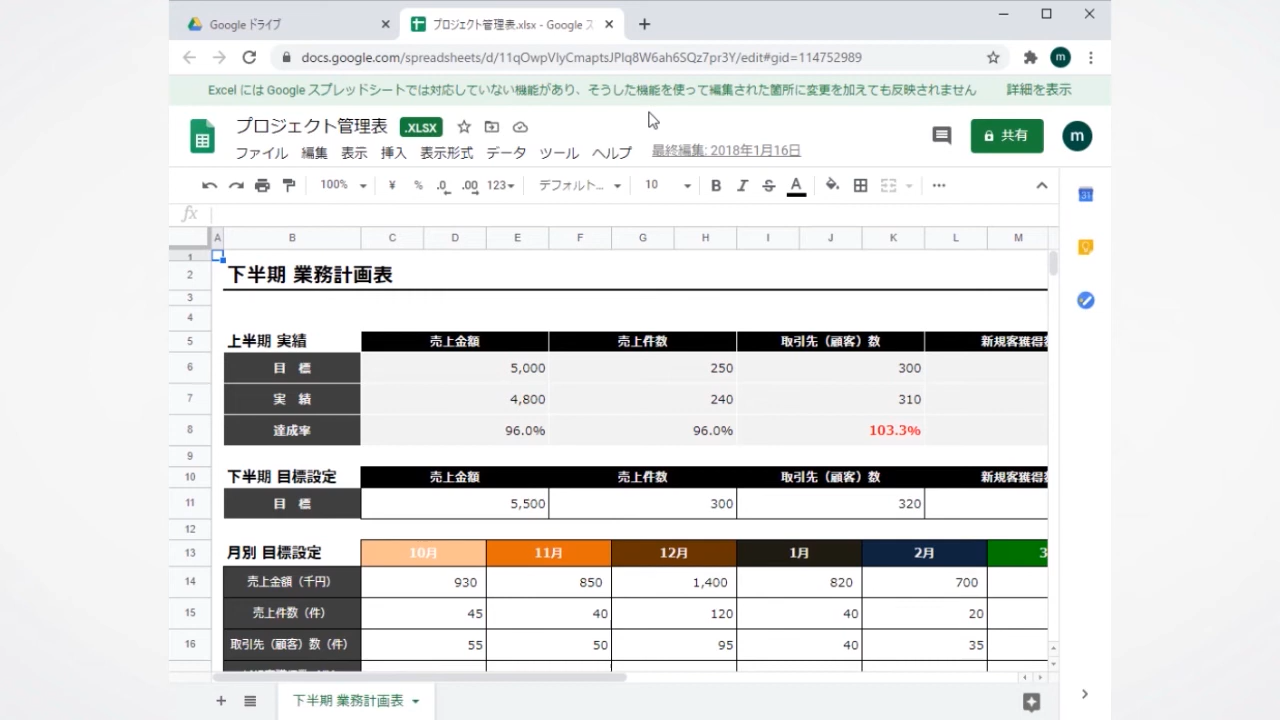 Google ドライブ
プロジェクト管理表.xlsx - Google ス
docs.google.com/spreadsheets/d/11qOwpVlyCmaptsJPlq8W6ah6SQz7pr3Y/edit#gid=114752989
m
Excel には Google スプレッドシートでは対応していない機能があり、そうした機能を使って編集された箇所に変更を加えても反映されません 詳細を表示
プロジェクト管理表 .XLSX
共有 m
ファイル 編集 表示 挿入 表示形式 データ ツール ヘルプ 最終編集: 2018年1月16日
100% ¥ % .0 .00 123 デフォルト... 10 B I S A
31
fx
A B C D E F G H I J K L M
1
2 下半期 業務計画表
3
4
5 上半期 実績 売上金額 売上件数 取引先（顧客）数 新規客獲得
6 目 標 5,000 250 300
7 実 績 4,800 240 310
8 達成率 96.0% 96.0% 103.3%
9
10 下半期 目標設定 売上金額 売上件数 取引先（顧客）数 新規客獲得
11 目 標 5,500 300 320
12
13 月別 目標設定 10月 11月 12月 1月 2月 3
14 売上金額（千円） 930 850 1,400 820 700
15 売上件数（件） 45 40 120 40 20
16 取引先（顧客）数（件） 55 50 95 40 35
下半期 業務計画表